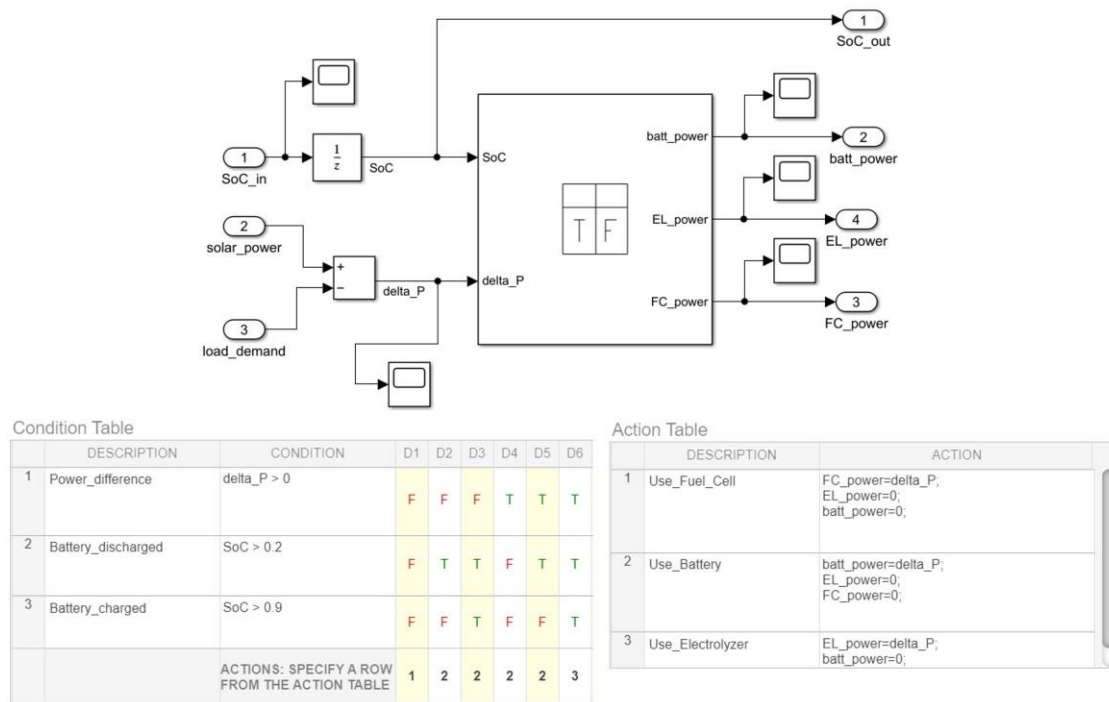 1
SoC_out
batt_power
2
batt_power
1
SoC_in
1
z
SoC
SoC
EL_power
T F
4
EL_power
2
solar_power
+
−
delta_P
delta_P
FC_power
3
FC_power
3
load_demand
Condition Table
DESCRIPTION CONDITION D1 D2 D3 D4 D5 D6
1 Power_difference delta_P > 0 F F F T T T
2 Battery_discharged SoC > 0.2 F T T F T T
3 Battery_charged SoC > 0.9 F F T F F T
ACTIONS: SPECIFY A ROW
FROM THE ACTION TABLE 1 2 2 2 2 3
Action Table
DESCRIPTION ACTION
1 Use_Fuel_Cell FC_power=delta_P;
EL_power=0;
batt_power=0;
2 Use_Battery batt_power=delta_P;
EL_power=0;
FC_power=0;
3 Use_Electrolyzer EL_power=delta_P;
batt_power=0;